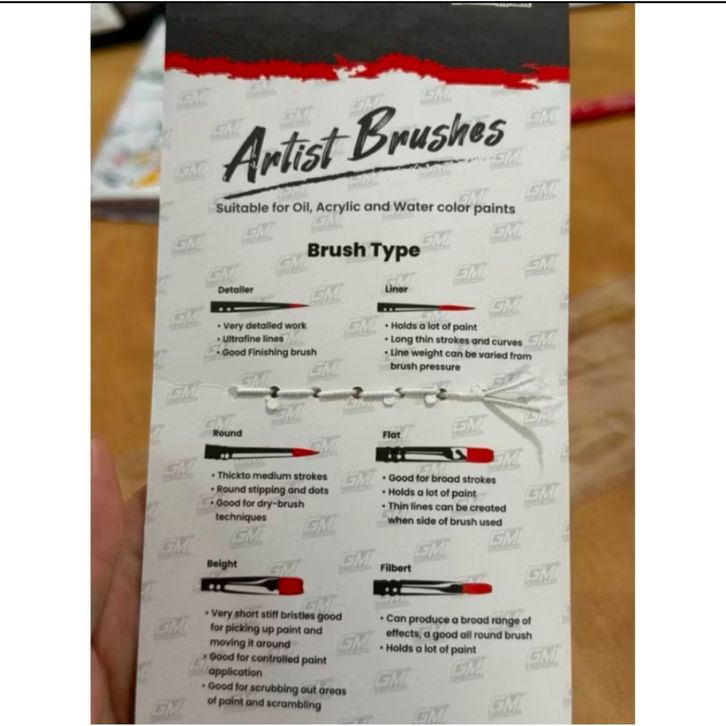 Artist Brushes
Suitable for Oil, Acrylic and Water color paints
Brush Type
Detailer
• Very detailed work
• Ultrafine lines
• Good Finishing brush
Liner
• Holds a lot of paint
• Long thin strokes and curves
• Line weight can be varied from
brush pressure
Round
• Thickto medium strokes
• Round stipping and dots
• Good for dry-brush
techniques
Flat
• Good for broad strokes
• Holds a lot of paint
• Thin lines can be created
when side of brush used
Beight
• Very short stiff bristles good
for picking up paint and
moving it around
• Good for controlled paint
application
• Good for scrubbing out areas
of paint and scrambling
Filbert
• Can produce a broad range of
effects, a good all round brush
• Holds a lot of paint
GM